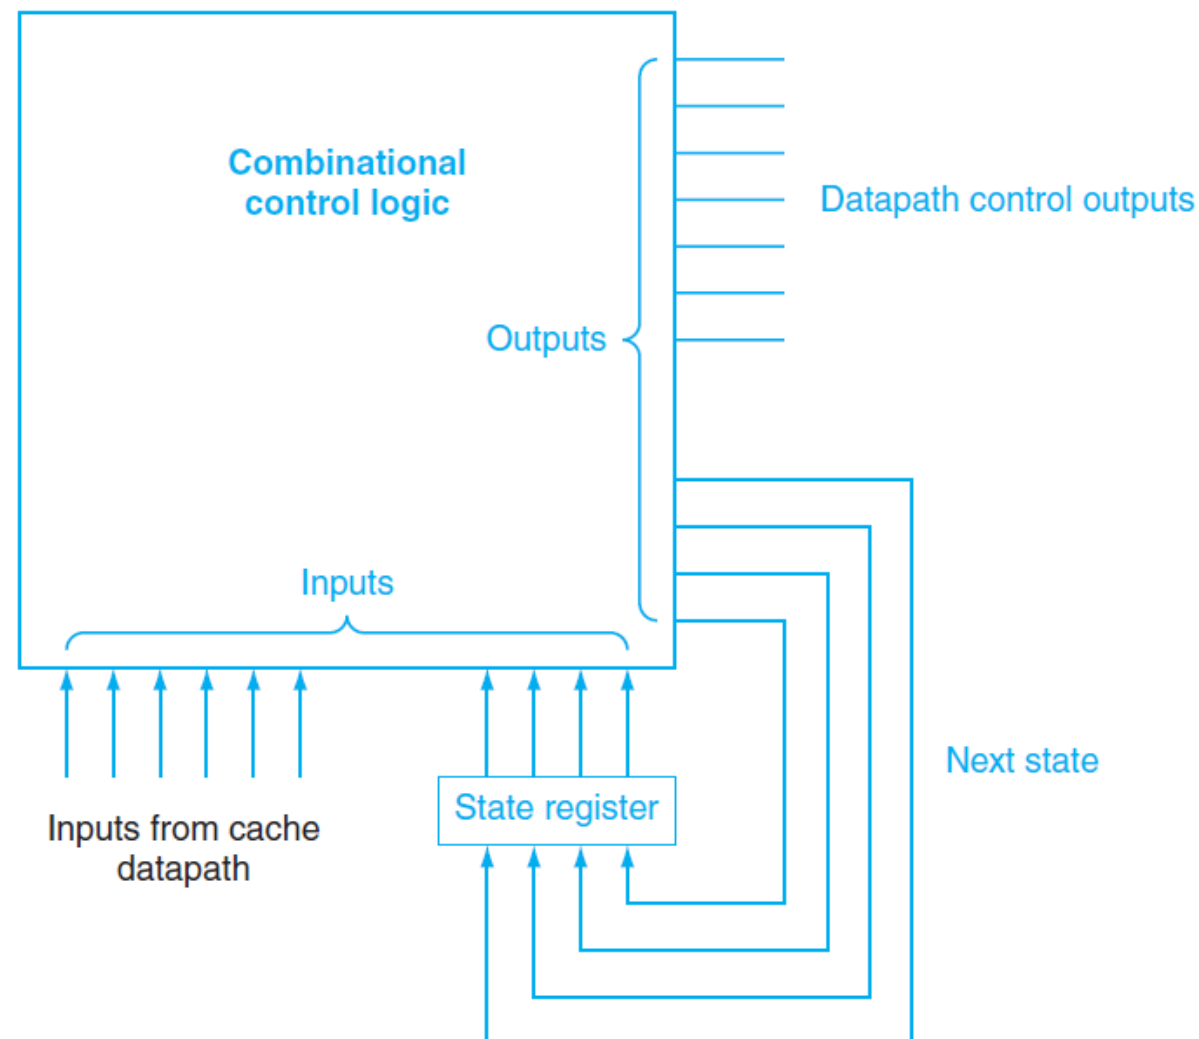 Combinational
control logic
Datapath control outputs
Outputs
Inputs
Next state
State register
Inputs from cache
datapath